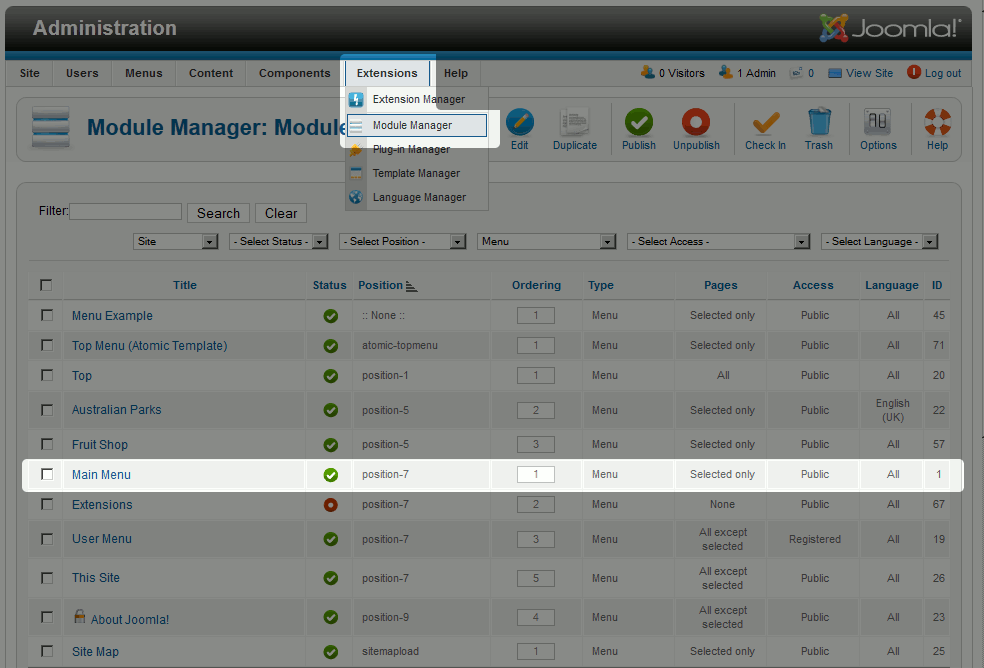 Administration
Joomla!
Site Users Menus Content Components Extensions Help 0 Visitors 1 Admin 0 View Site Log out
Extension Manager
Module Manager
Plug-in Manager
Template Manager
Language Manager
Module Manager: Module
Edit Duplicate Publish Unpublish Check In Trash Options Help
Filter: Search Clear
Site - Select Status - - Select Position - Menu - Select Access - - Select Language -
Title Status Position Ordering Type Pages Access Language ID
Menu Example :: None :: 1 Menu Selected only Public All 45
Top Menu (Atomic Template) atomic-topmenu 1 Menu Selected only Public All 71
Top position-1 1 Menu All Public All 20
Australian Parks position-5 2 Menu Selected only Public English (UK) 22
Fruit Shop position-5 3 Menu Selected only Public All 57
Main Menu position-7 1 Menu Selected only Public All 1
Extensions position-7 2 Menu None Public All 67
User Menu position-7 3 Menu All except selected Registered All 19
This Site position-7 5 Menu All except selected Public All 26
About Joomla! position-9 4 Menu All except selected Public All 23
Site Map sitemapload 1 Menu Selected only Public All 25